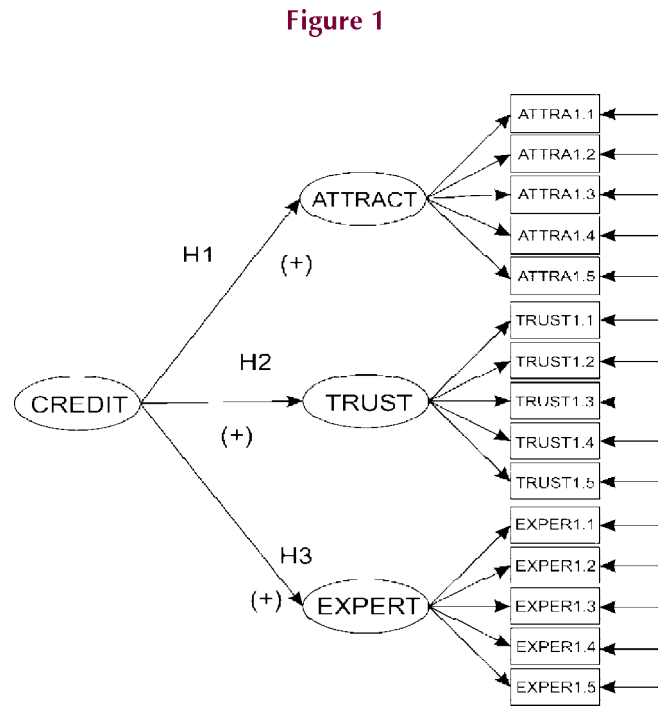 Figure 1
ATTRA1.1
ATTRA1.2
ATTRA1.3
ATTRA1.4
ATTRA1.5
ATTRACT
H1
(+)
TRUST1.1
TRUST1.2
TRUST1.3
TRUST1.4
TRUST1.5
H2
CREDIT
TRUST
(+)
EXPER1.1
EXPER1.2
EXPER1.3
EXPER1.4
EXPER1.5
H3
(+)
EXPERT